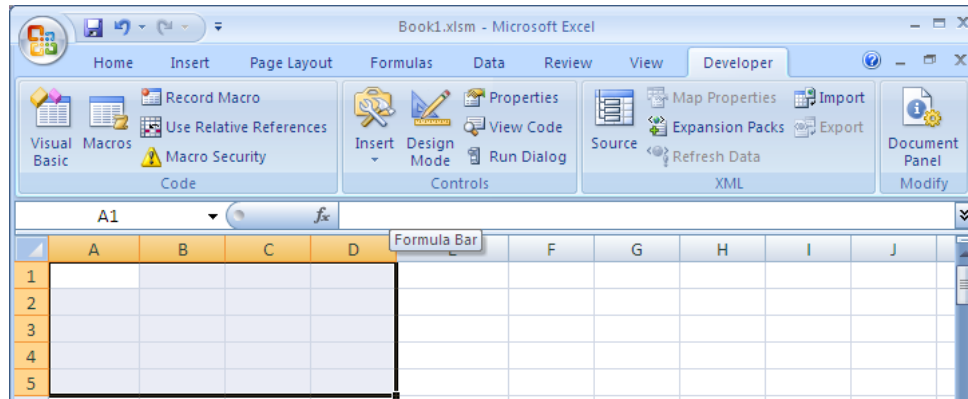 Book1.xlsm - Microsoft Excel
Home Insert Page Layout Formulas Data Review View Developer
Visual Basic
Macros
Record Macro
Use Relative References
Macro Security
Code
Insert
Design Mode
Properties
View Code
Run Dialog
Controls
Source
Map Properties
Expansion Packs
Refresh Data
Import
Export
XML
Document Panel
Modify
A1 fx
Formula Bar
A B C D F G H I J
1
2
3
4
5